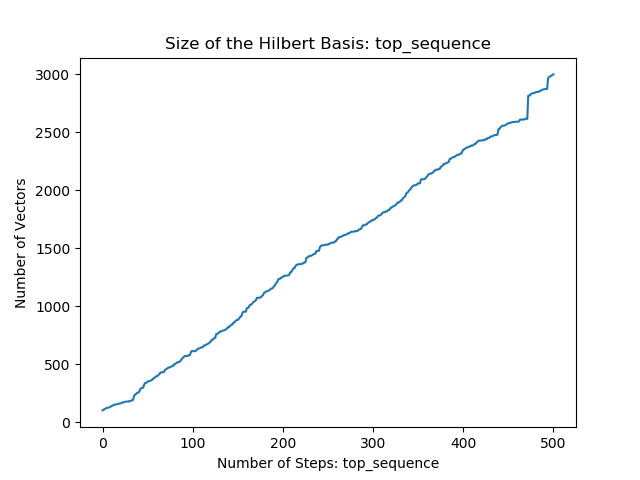 Size of the Hilbert Basis: top_sequence
3000
2500
2000
1500
1000
500
0
Number of Vectors
0 100 200 300 400 500
Number of Steps: top_sequence